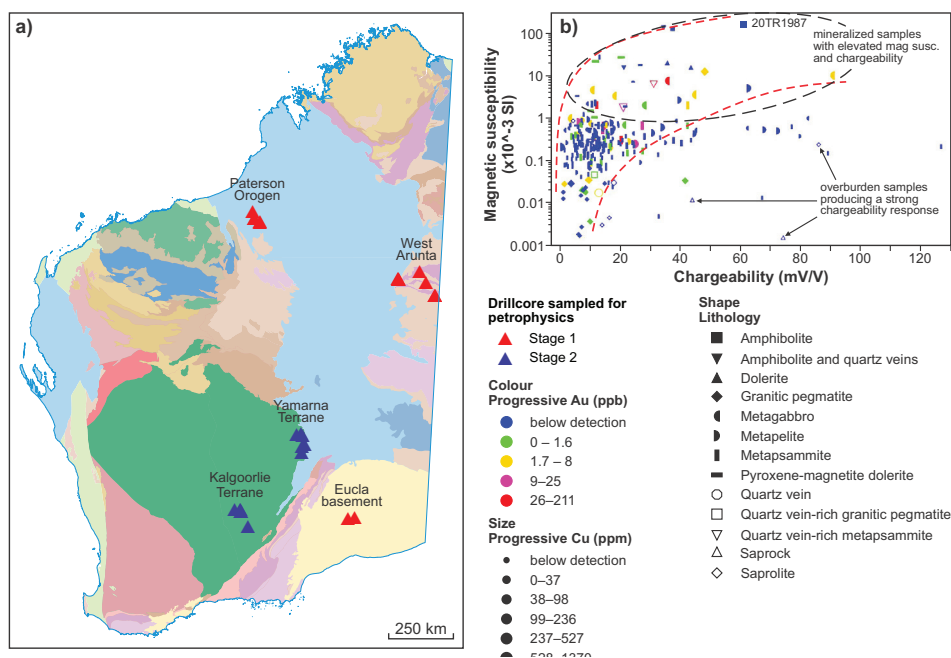 a)
Paterson
Orogen
West
Arunta
Yamarna
Terrane
Kalgoorlie
Terrane
Eucla
basement
250 km
b)
20TR1987
mineralized samples
with elevated mag susc.
and chargeability
overburden samples
producing a strong
chargeability response
Magnetic susceptibility
(x10^-3 SI)
100
10
1.0
0.1
0.01
0.001
0 20 40 60 80 100 120
Chargeability (mV/V)
Drillcore sampled for
petrophysics
Stage 1
Stage 2
Colour
Progressive Au (ppb)
below detection
0 – 1.6
1.7 – 8
9–25
26–211
Size
Progressive Cu (ppm)
below detection
0–37
38–98
99–236
237–527
528–1370
Shape
Lithology
Amphibolite
Amphibolite and quartz veins
Dolerite
Granitic pegmatite
Metagabbro
Metapelite
Metapsammite
Pyroxene-magnetite dolerite
Quartz vein
Quartz vein-rich granitic pegmatite
Quartz vein-rich metapsammite
Saprock
Saprolite